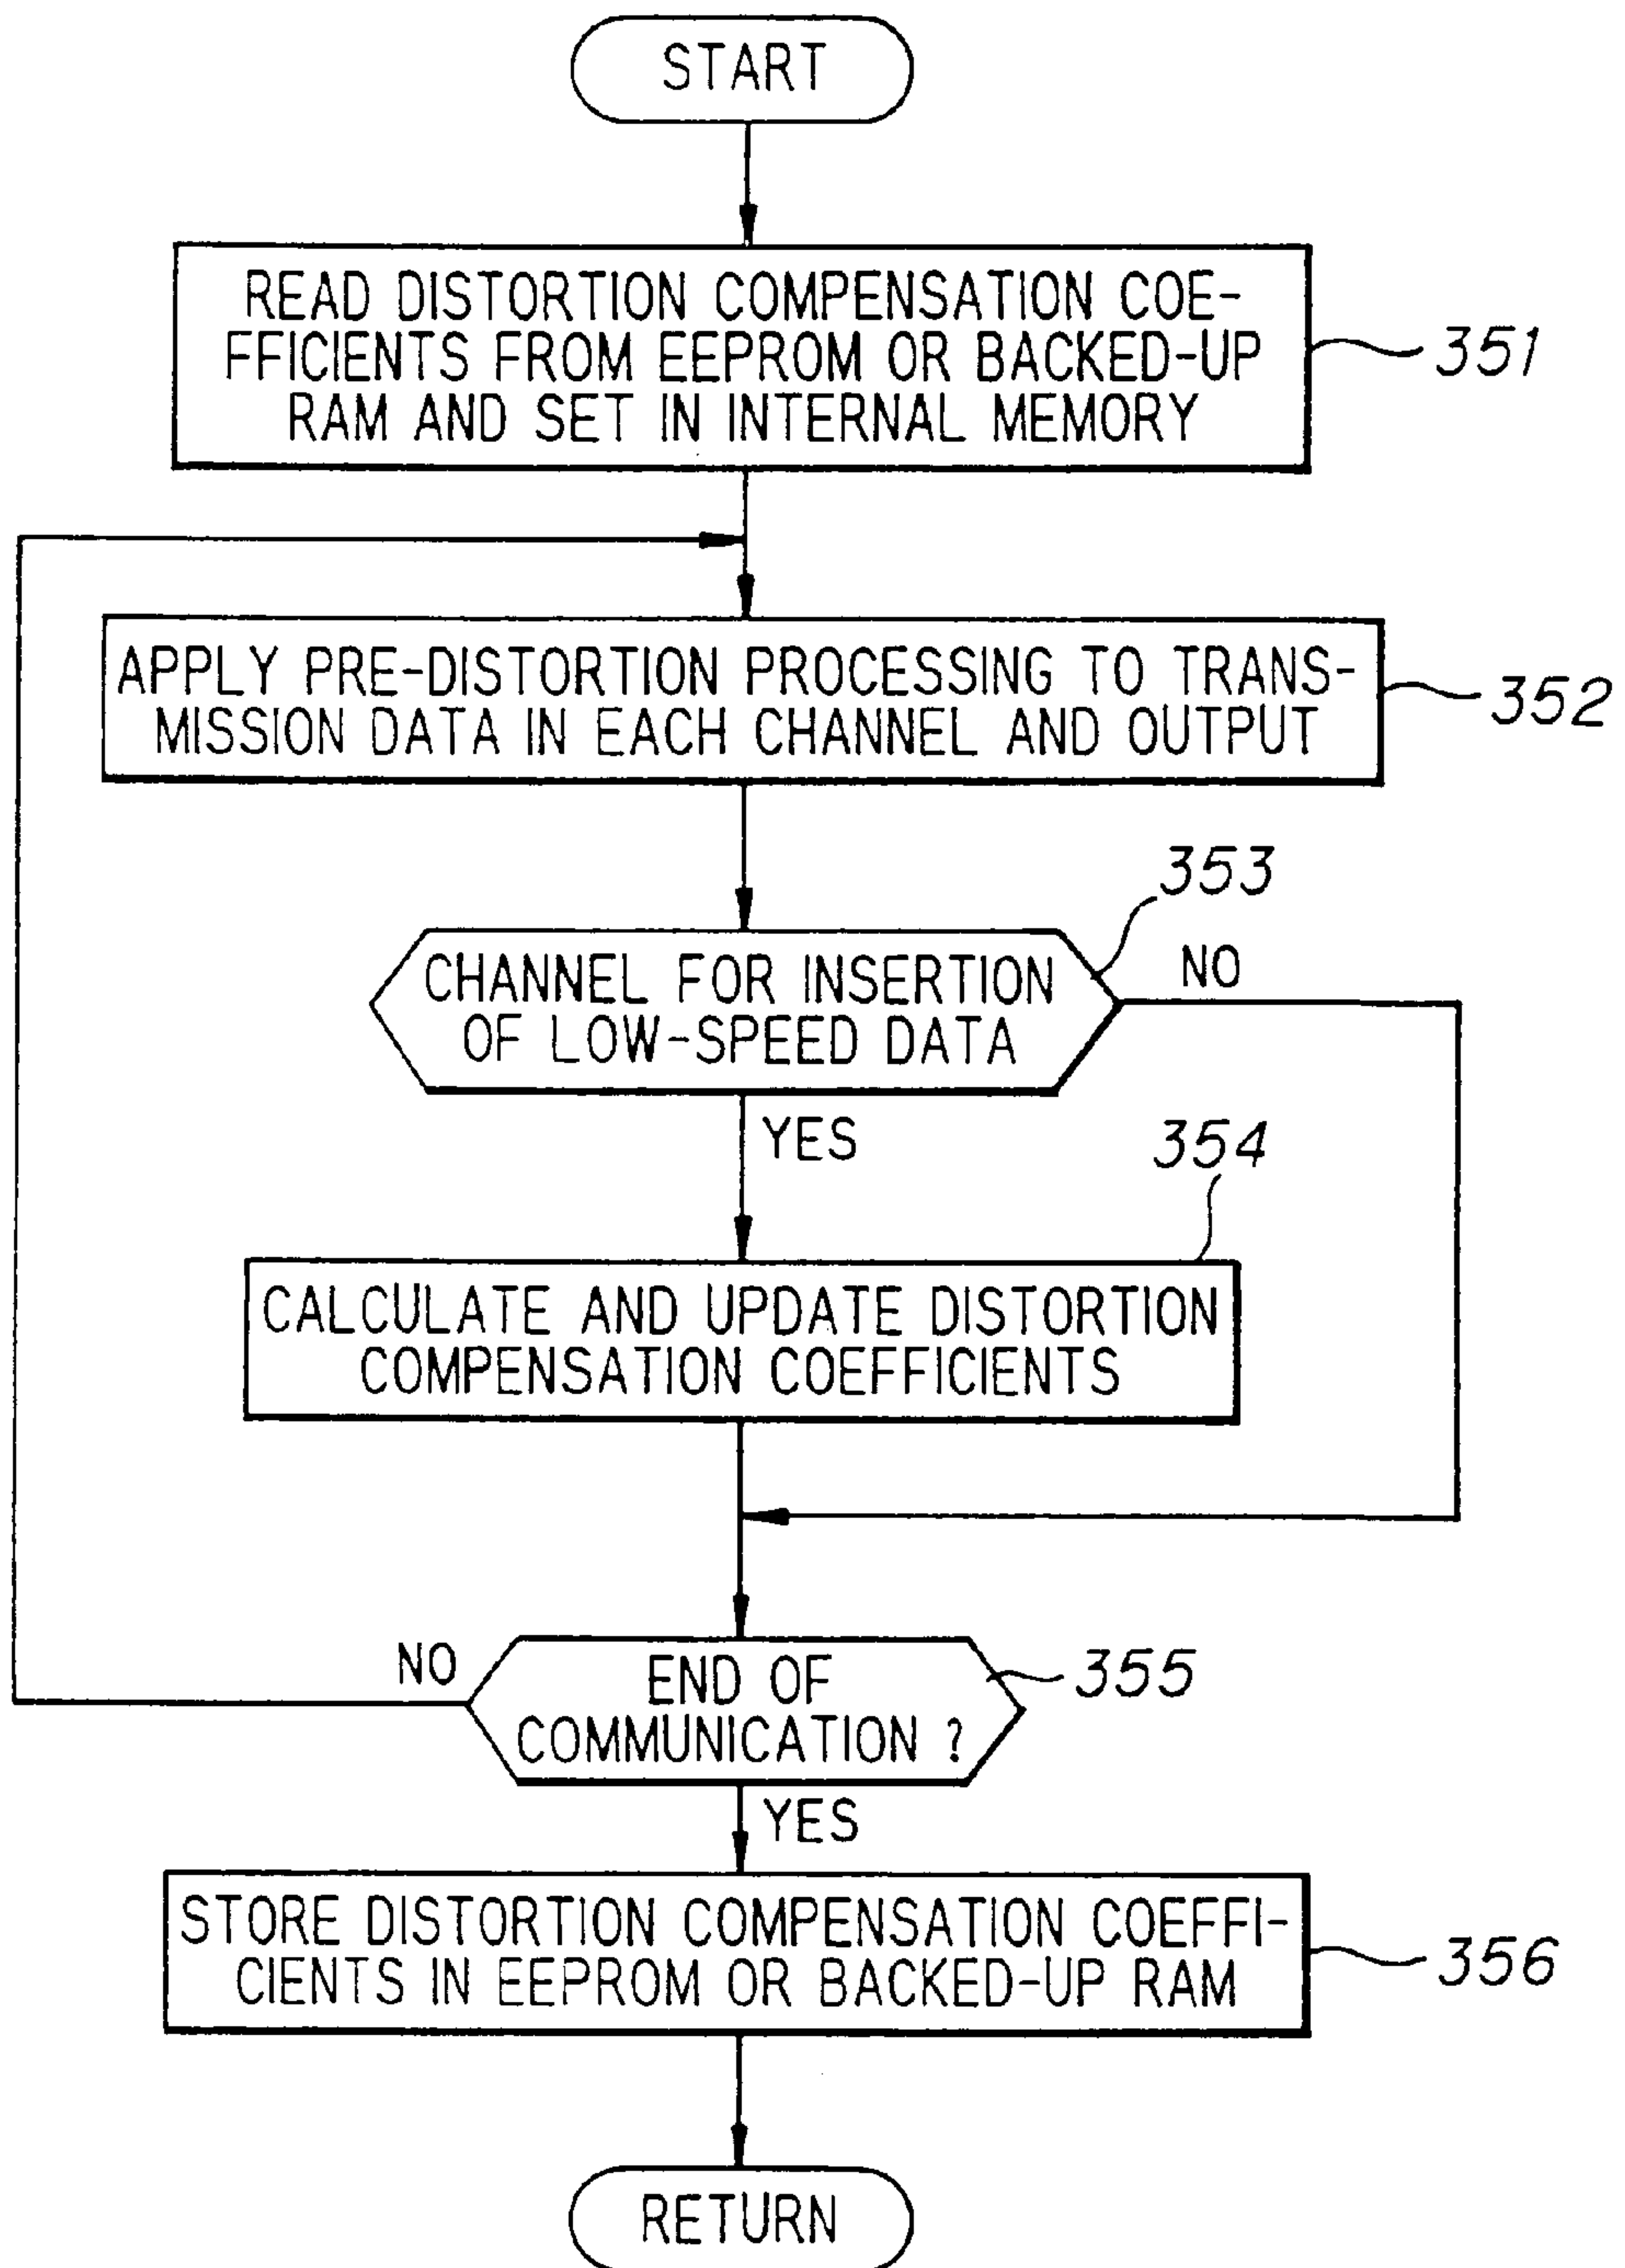 START
READ DISTORTION COMPENSATION COE-
FFICIENTS FROM EEPROM OR BACKED-UP
RAM AND SET IN INTERNAL MEMORY
351
APPLY PRE-DISTORTION PROCESSING TO TRANS-
MISSION DATA IN EACH CHANNEL AND OUTPUT
352
353
CHANNEL FOR INSERTION
OF LOW-SPEED DATA
NO
YES
354
CALCULATE AND UPDATE DISTORTION
COMPENSATION COEFFICIENTS
NO
END OF
COMMUNICATION ?
355
YES
STORE DISTORTION COMPENSATION COEFFI-
CIENTS IN EEPROM OR BACKED-UP RAM
356
RETURN